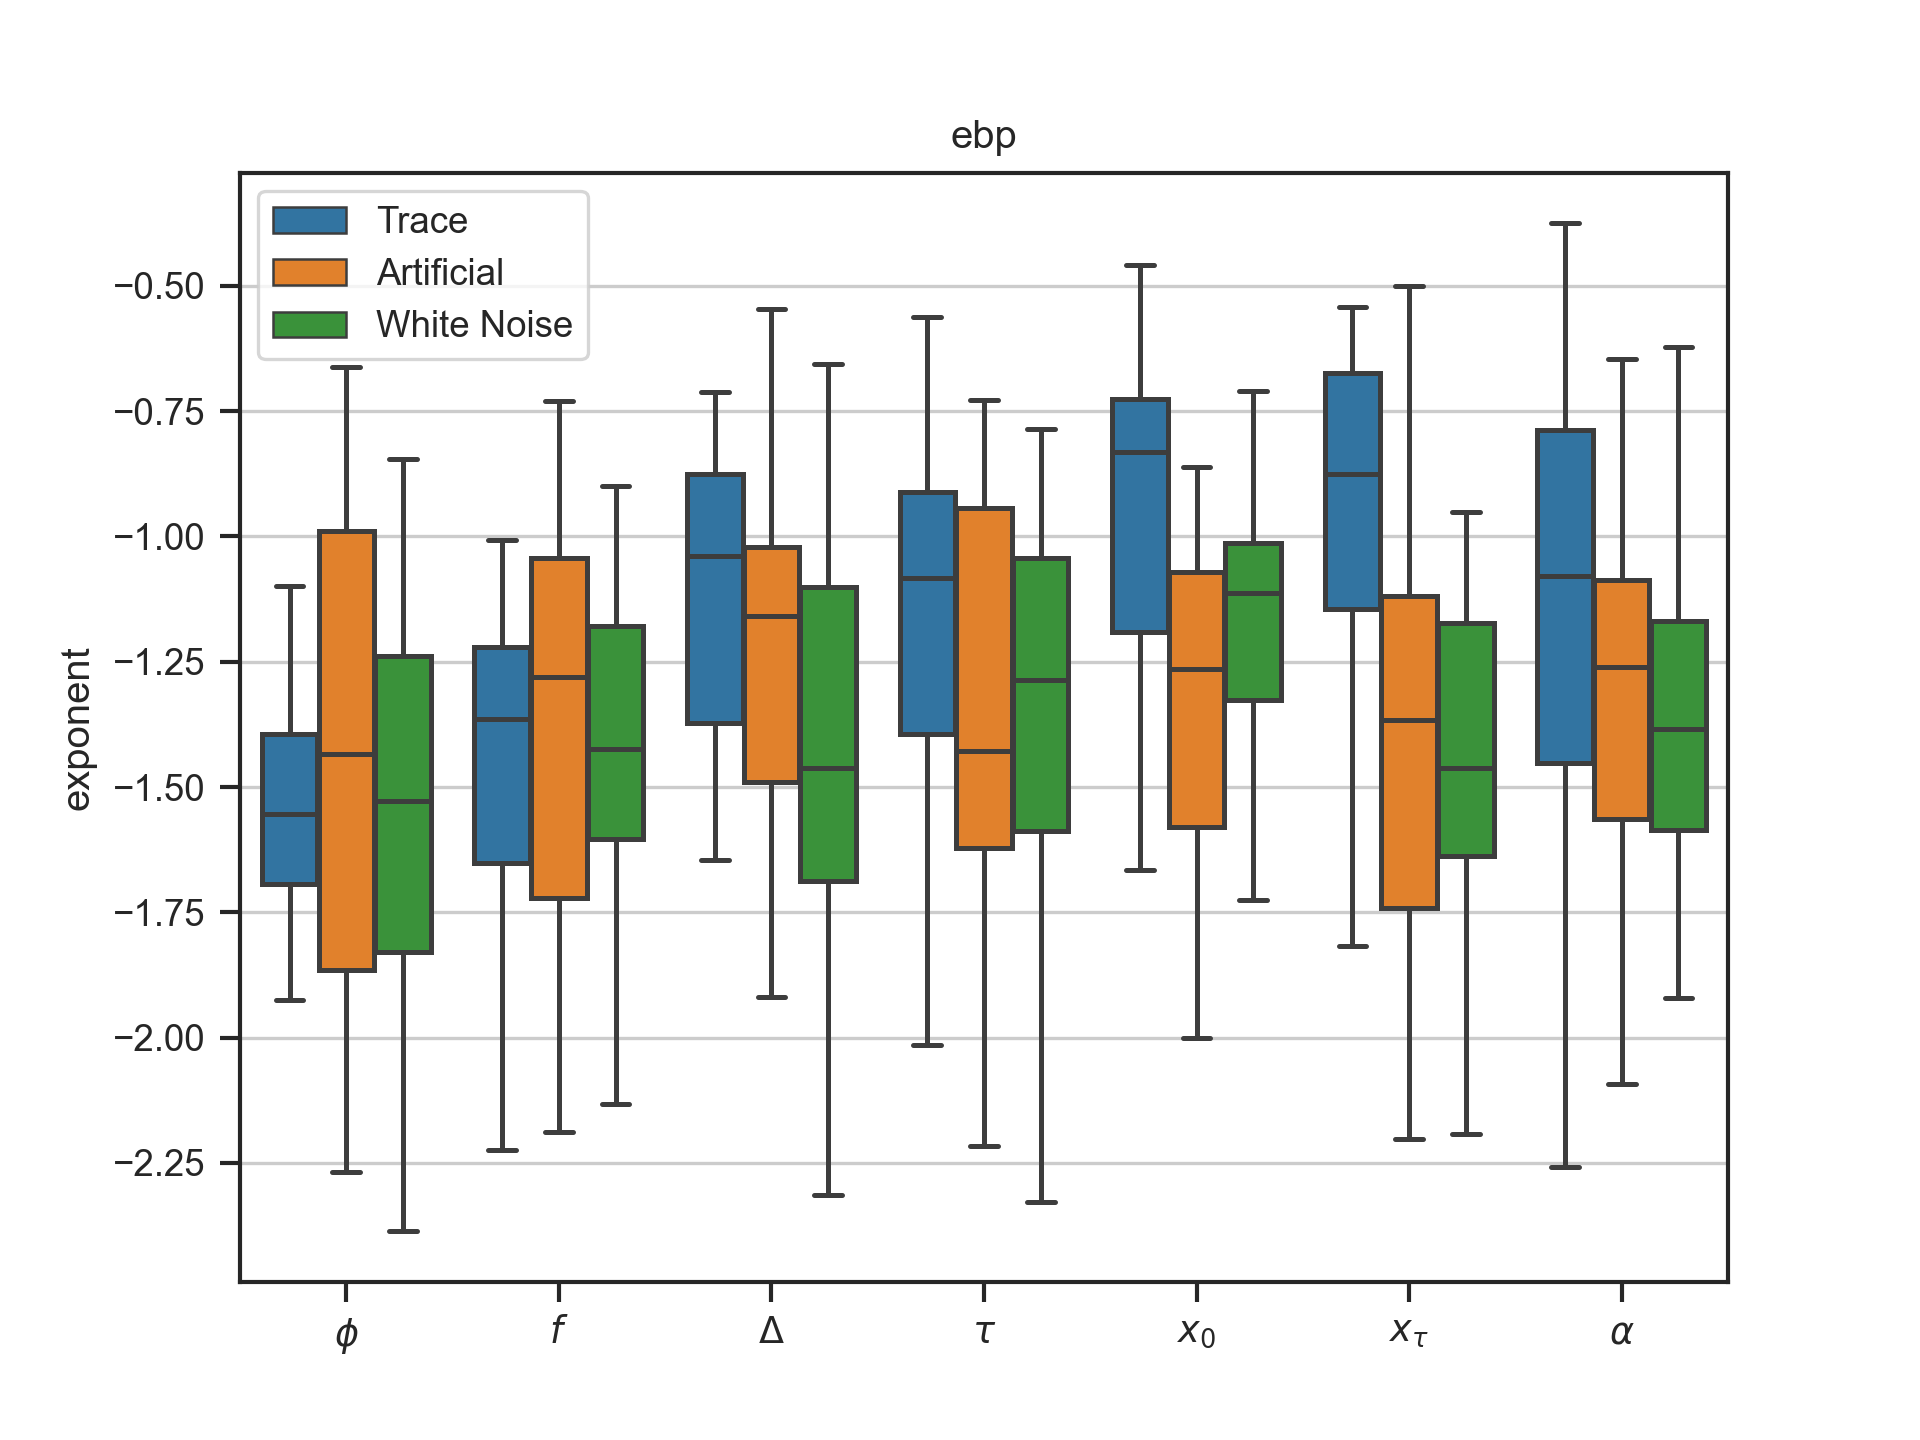 ebp
Trace
Artificial
White Noise
exponent
−0.50
−0.75
−1.00
−1.25
−1.50
−1.75
−2.00
−2.25
ϕ f Δ τ x₀ x_τ α